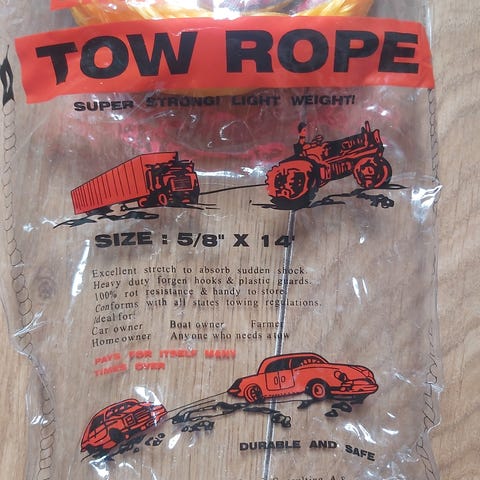 TOW ROPE
SUPER STRONG! LIGHT WEIGHT!
SIZE : 5/8" X 14'
Excellent stretch to absorb sudden shock.
Heavy duty forgen hooks & plastic guards.
100% rot resistance & handy to store.
Conforms with all states towing regulations.
Ideal for:
Car owner Boat owner Farmer
Home owner Anyone who needs a tow
PAYS FOR ITSELF MANY
TIMES OVER
DURABLE AND SAFE